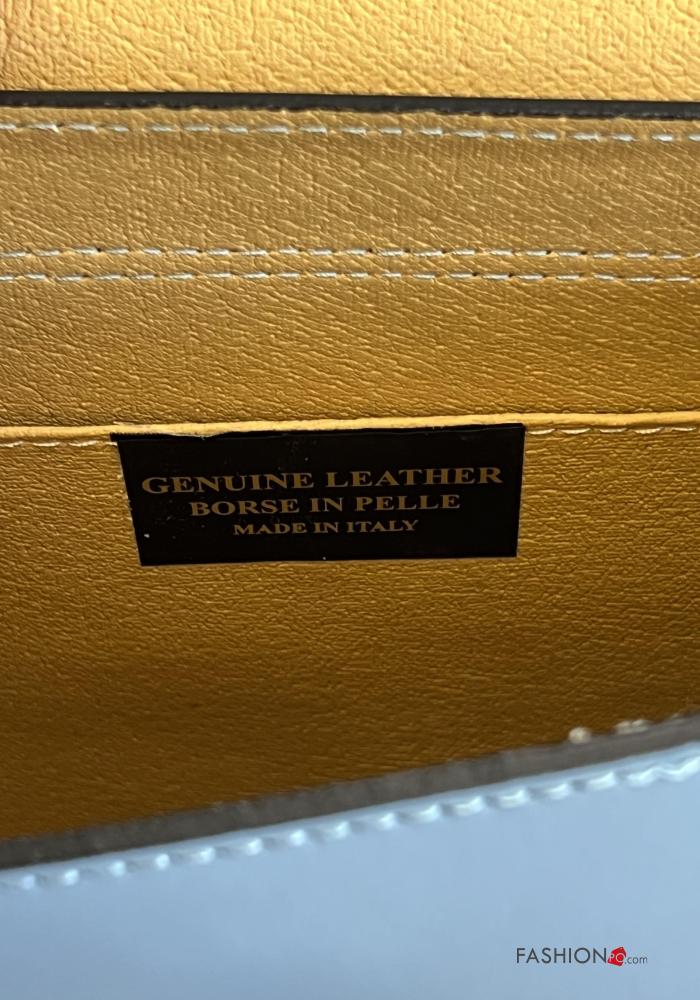 GENUINE LEATHER
BORSE IN PELLE
MADE IN ITALY
FASHIONPO.com